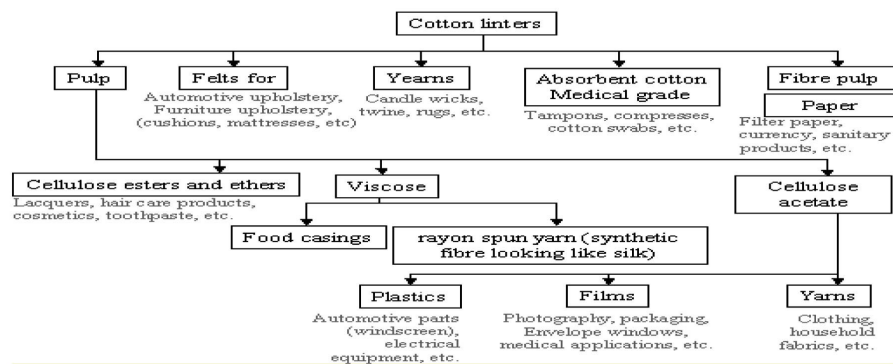 Cotton linters
Pulp
Felts for
Automotive upholstery,
Furniture upholstery,
(cushions, mattresses, etc)
Yearns
Candle wicks,
twine, rugs, etc.
Absorbent cotton
Medical grade
Tampons, compresses,
cotton swabs, etc.
Fibre pulp
Paper
Filter paper,
currency, sanitary
products, etc.
Cellulose esters and ethers
Lacquers, hair care products,
cosmetics, toothpaste, etc.
Viscose
Cellulose
acetate
Food casings
rayon spun yarn (synthetic
fibre looking like silk)
Plastics
Automotive parts
(windscreen),
electrical
equipment, etc.
Films
Photography, packaging,
Envelope windows,
medical applications, etc.
Yarns
Clothing,
household
fabrics, etc.